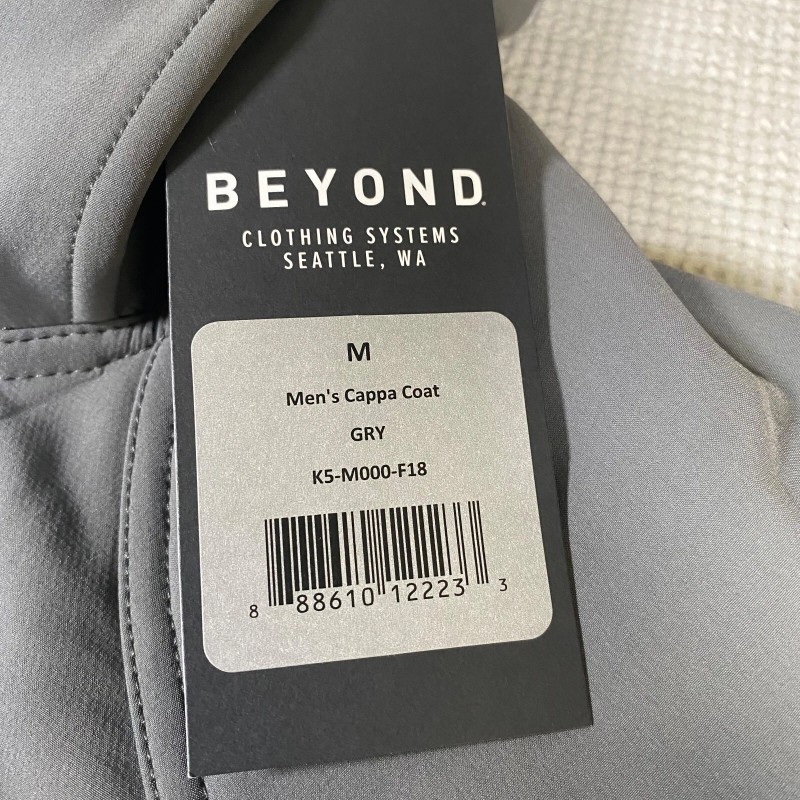 BEYOND.
CLOTHING SYSTEMS
SEATTLE, WA
M
Men's Cappa Coat
GRY
K5-M000-F18
8 88610 12223 3